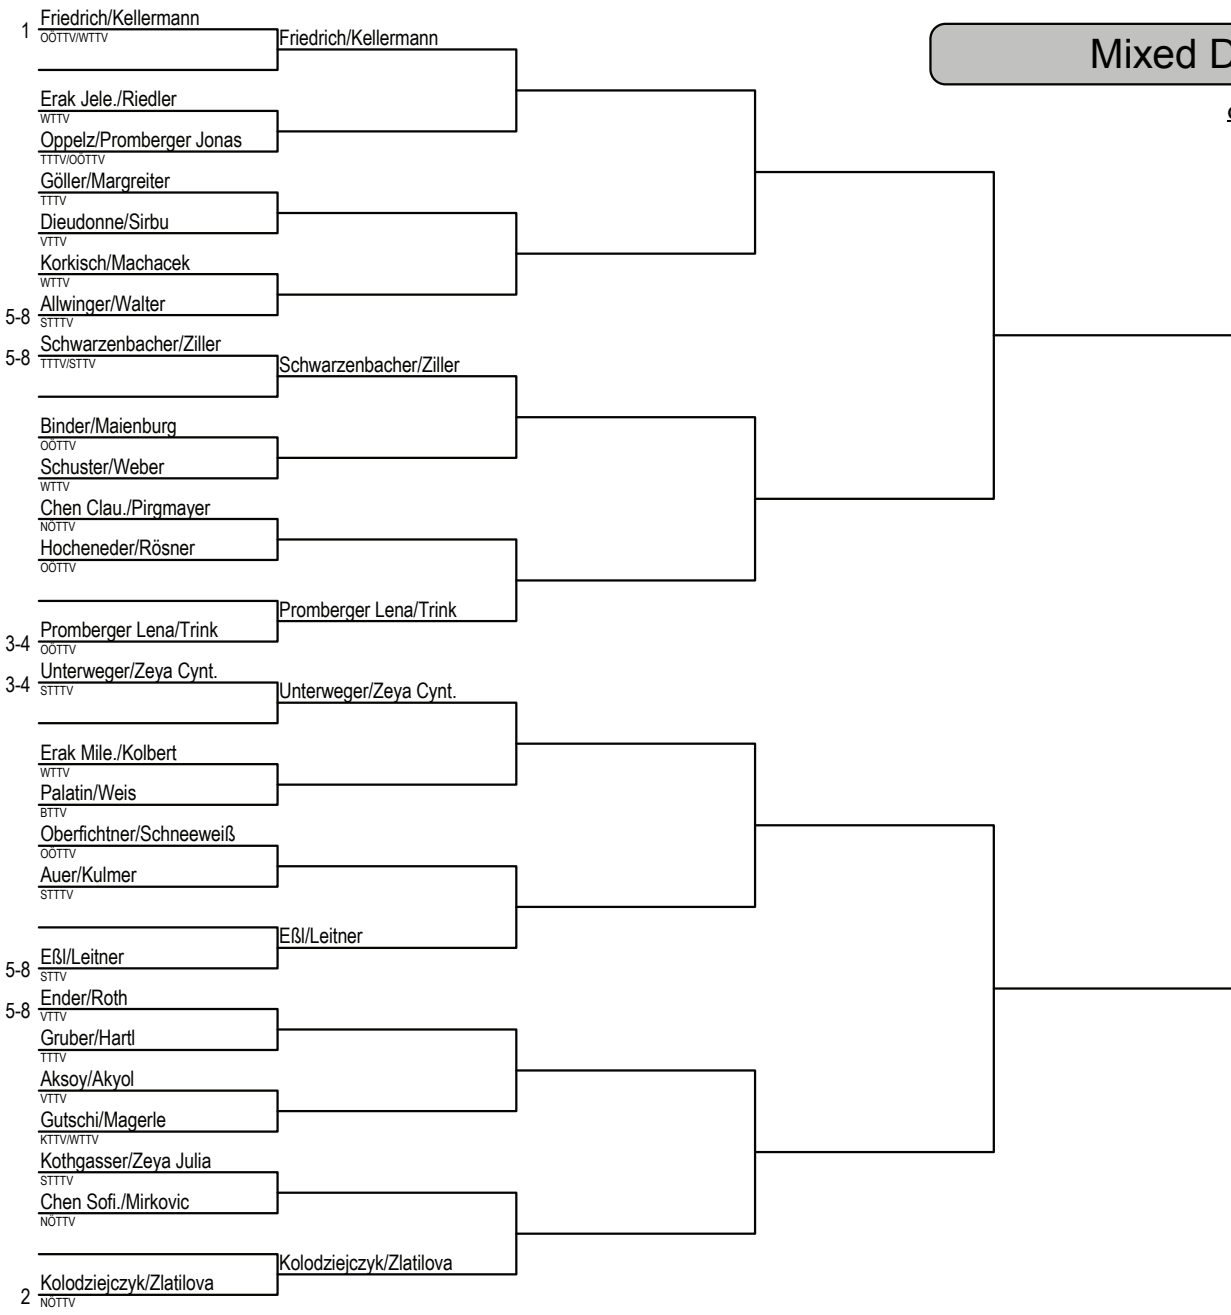 Friedrich/Kellermann
1
OÖTTV/WTTV
Friedrich/Kellermann
Mixed D
Erak Jele./Riedler
WTTV
Oppelz/Promberger Jonas
TTTV/OÖTTV
Göller/Margreiter
TTTV
Dieudonne/Sirbu
VTTV
Korkisch/Machacek
WTTV
Allwinger/Walter
5-8
STTTV
Schwarzenbacher/Ziller
5-8
TTTV/STTV
Schwarzenbacher/Ziller
Binder/Maienburg
OÖTTV
Schuster/Weber
WTTV
Chen Clau./Pirgmayer
NÖTTV
Hocheneder/Rösner
OÖTTV
Promberger Lena/Trink
Promberger Lena/Trink
3-4
OÖTTV
Unterweger/Zeya Cynt.
3-4
STTTV
Unterweger/Zeya Cynt.
Erak Mile./Kolbert
WTTV
Palatin/Weis
BTTV
Oberfichtner/Schneeweiß
OÖTTV
Auer/Kulmer
STTTV
Eßl/Leitner
Eßl/Leitner
5-8
STTV
Ender/Roth
5-8
VTTV
Gruber/Hartl
TTTV
Aksoy/Akyol
VTTV
Gutschi/Magerle
KTTV/WTTV
Kothgasser/Zeya Julia
STTTV
Chen Sofi./Mirkovic
NÖTTV
Kolodziejczyk/Zlatilova
Kolodziejczyk/Zlatilova
2
NÖTTV